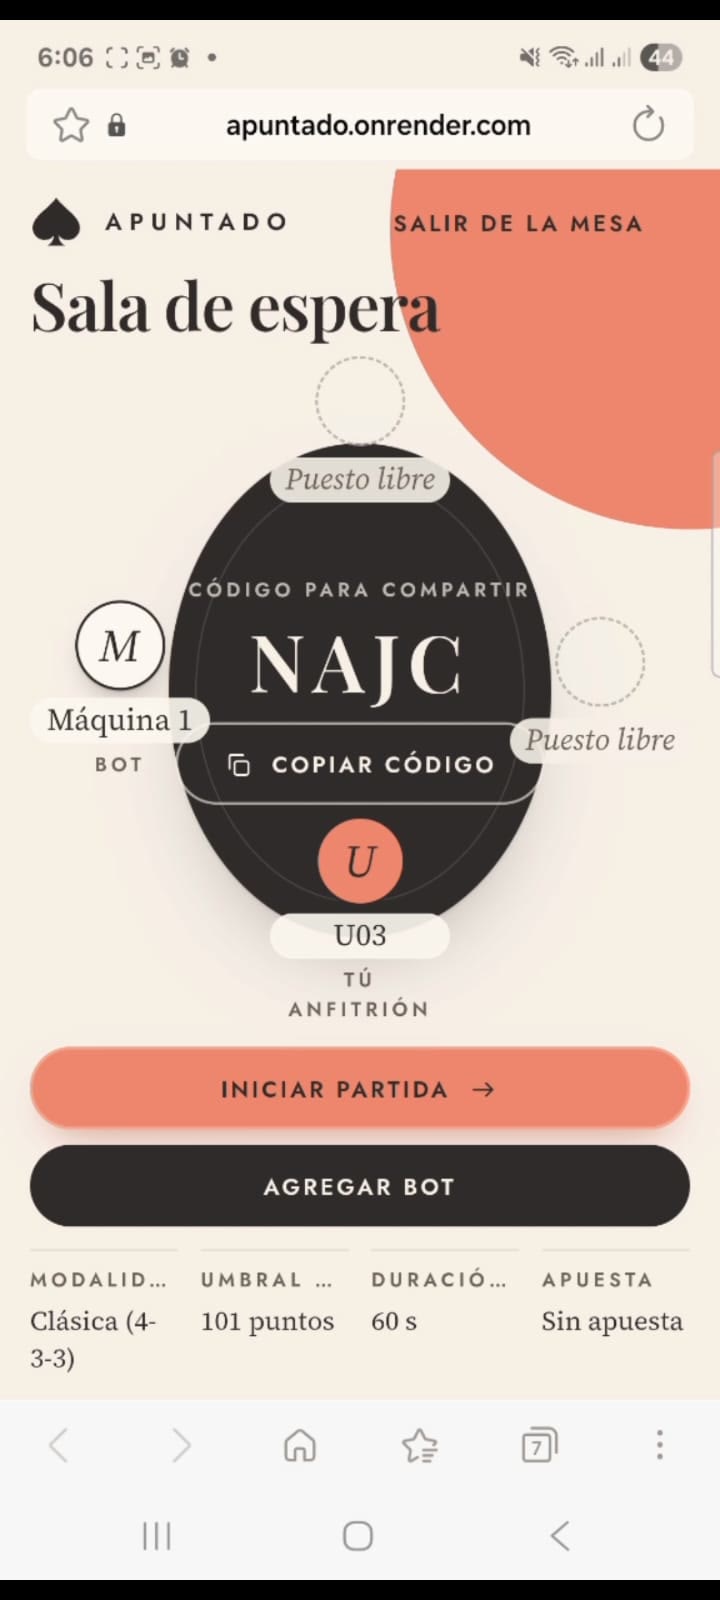 6:06
44
apuntado.onrender.com
APUNTADO
SALIR DE LA MESA
Sala de espera
Puesto libre
CÓDIGO PARA COMPARTIR
NAJC
M
Máquina 1
BOT
Puesto libre
COPIAR CÓDIGO
U
U03
TÚ
ANFITRIÓN
INICIAR PARTIDA →
AGREGAR BOT
MODALID... UMBRAL ... DURACIÓ... APUESTA
Clásica (4-3-3) 101 puntos 60 s Sin apuesta
7